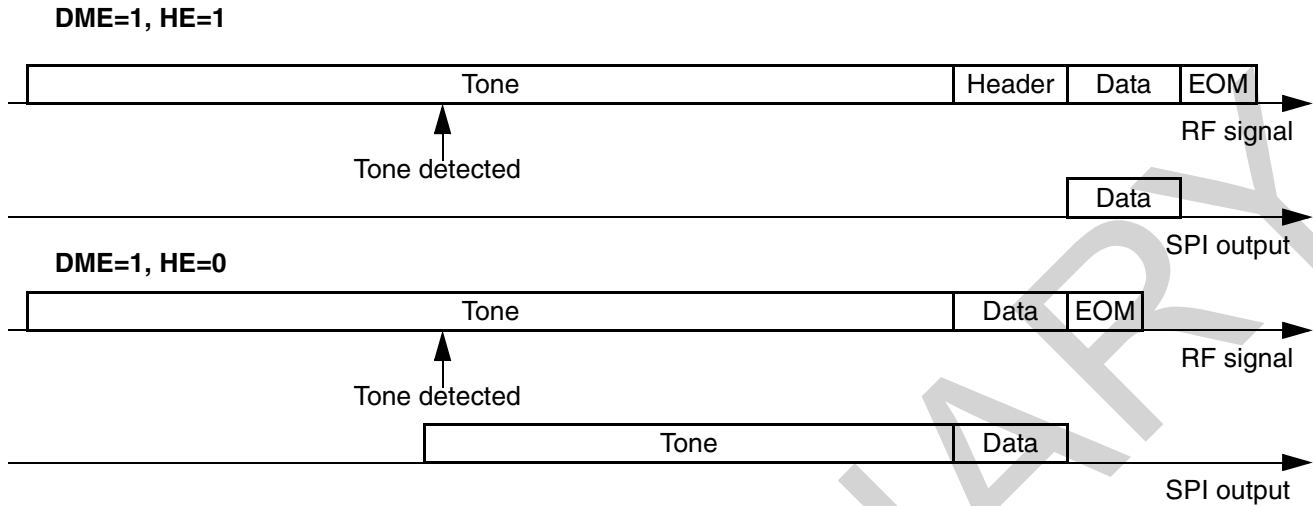 DME=1, HE=1
Tone Header Data EOM
RF signal
Tone detected
Data
SPI output
DME=1, HE=0
Tone Data EOM
RF signal
Tone detected
Tone Data
SPI output